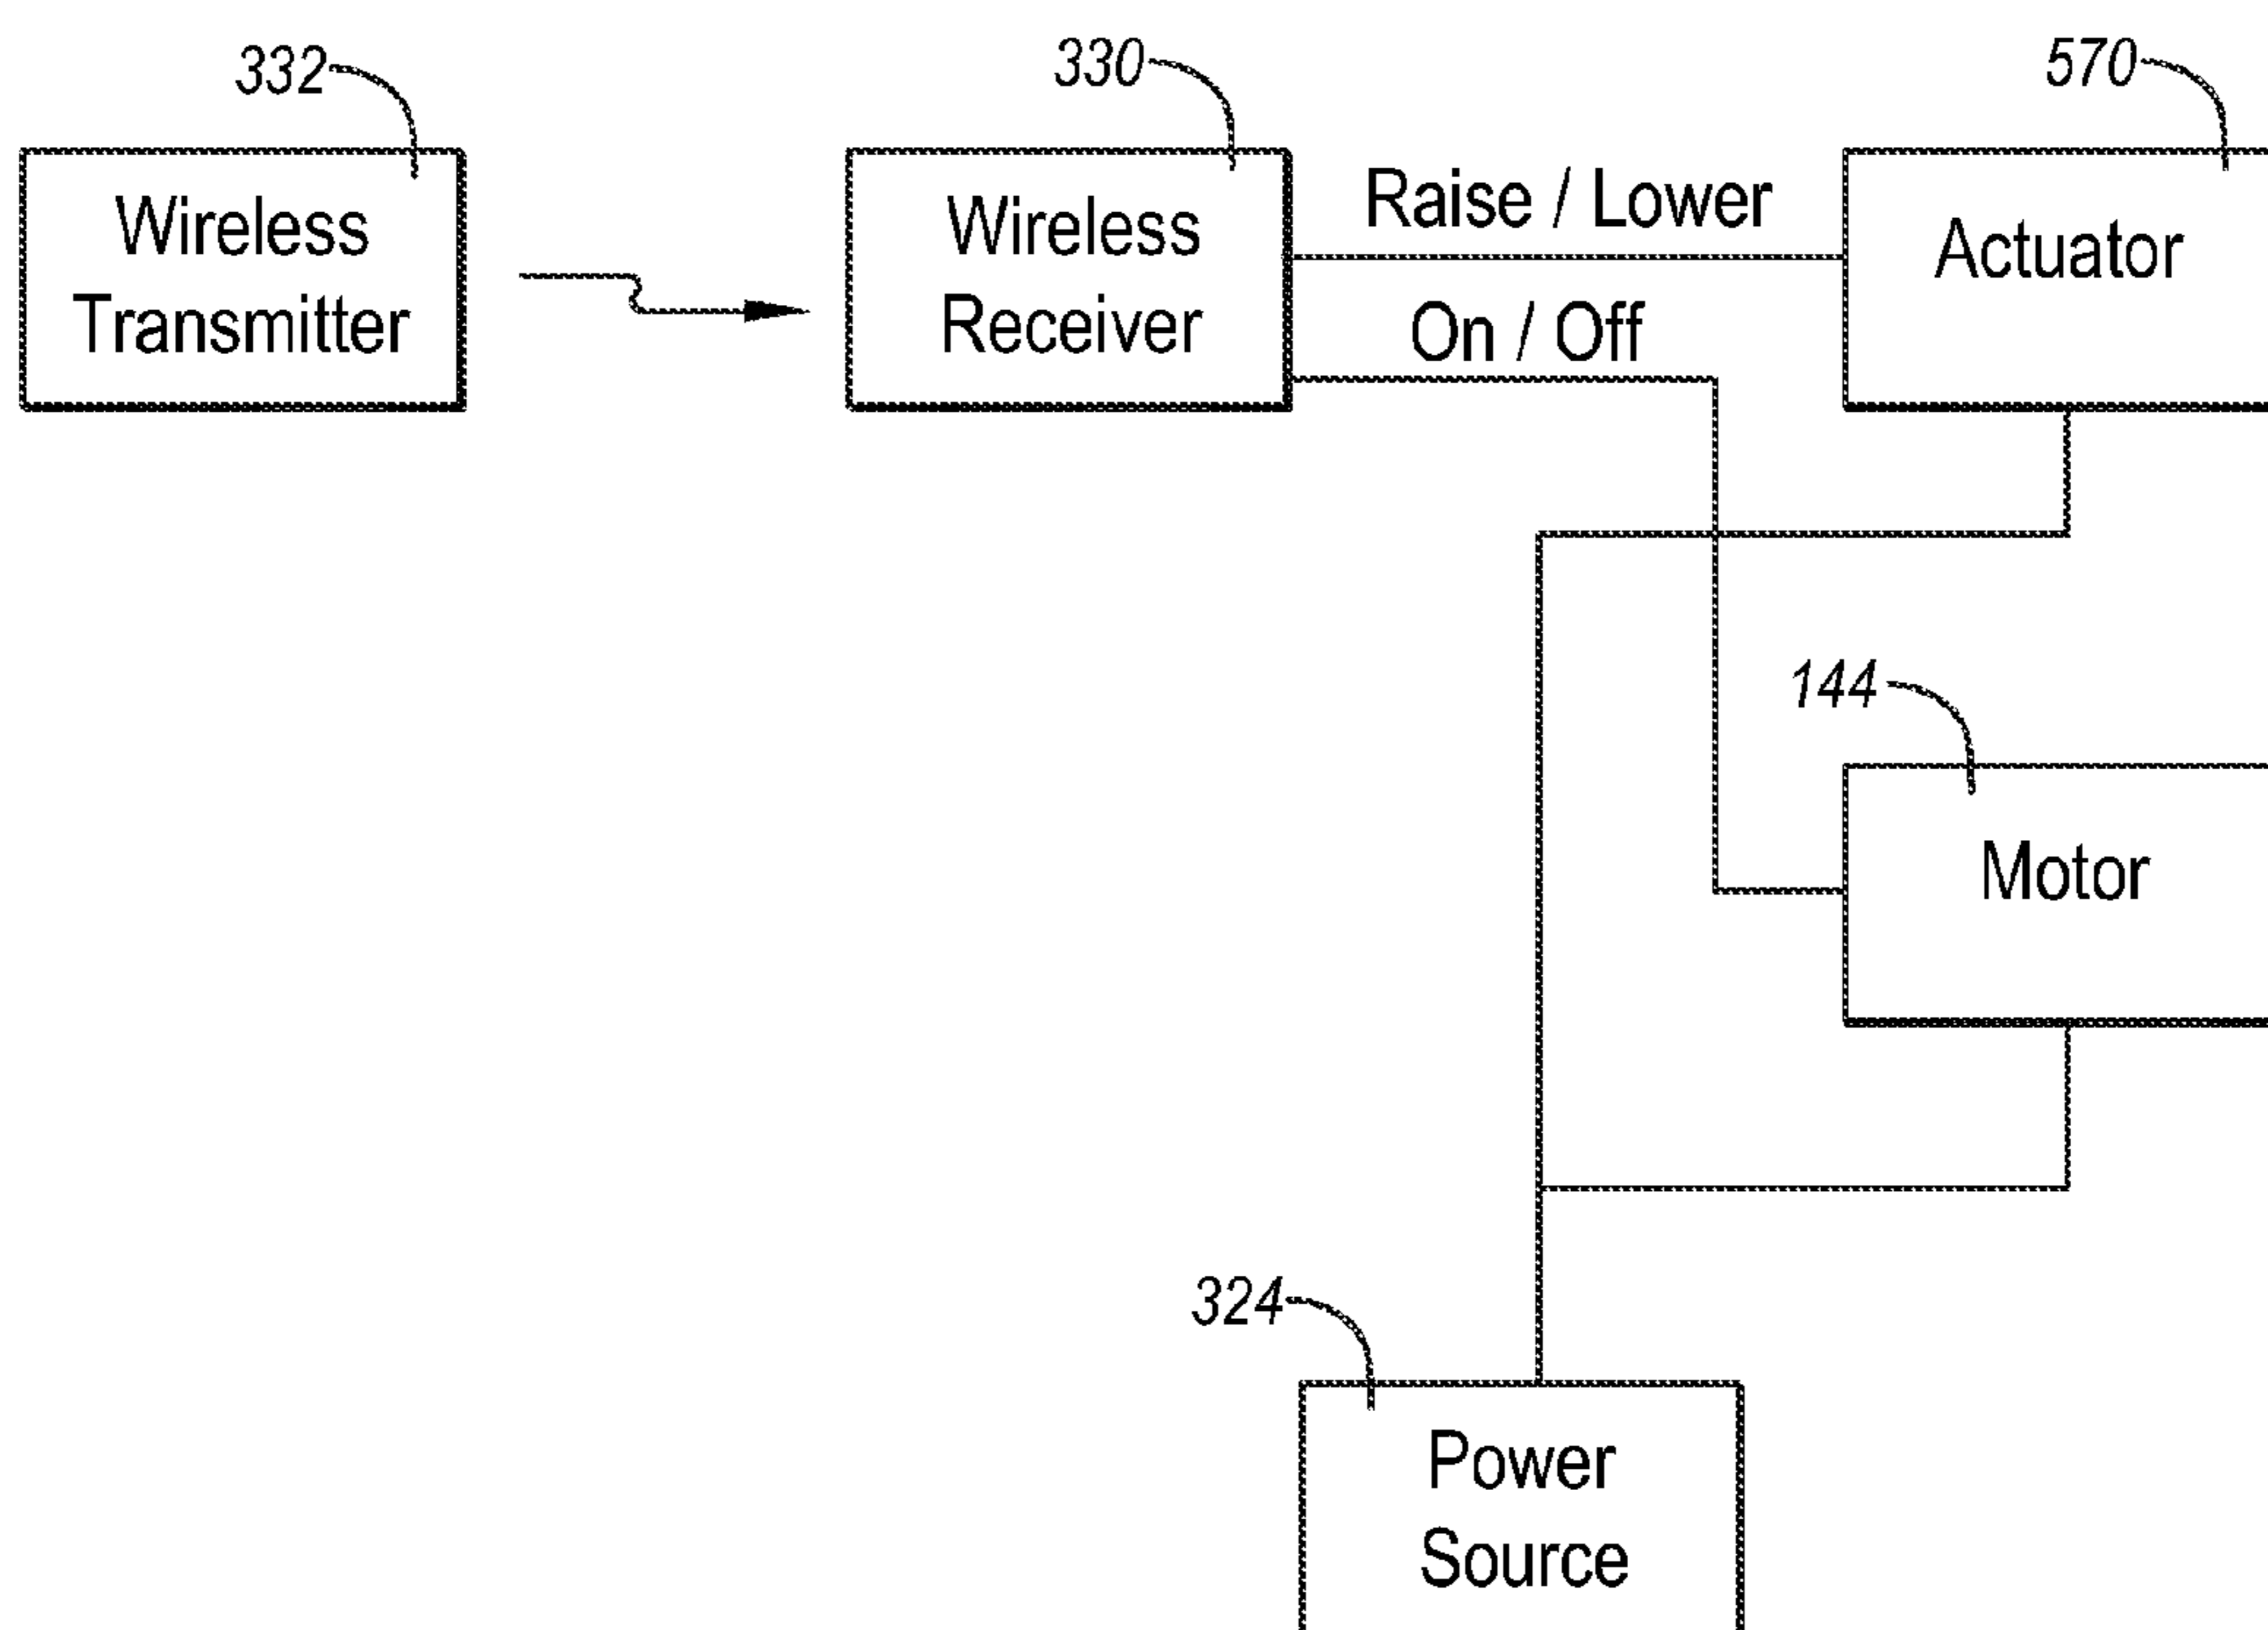 332
330
570
Wireless
Transmitter
Wireless
Receiver
Raise / Lower
On / Off
Actuator
144
Motor
324
Power
Source